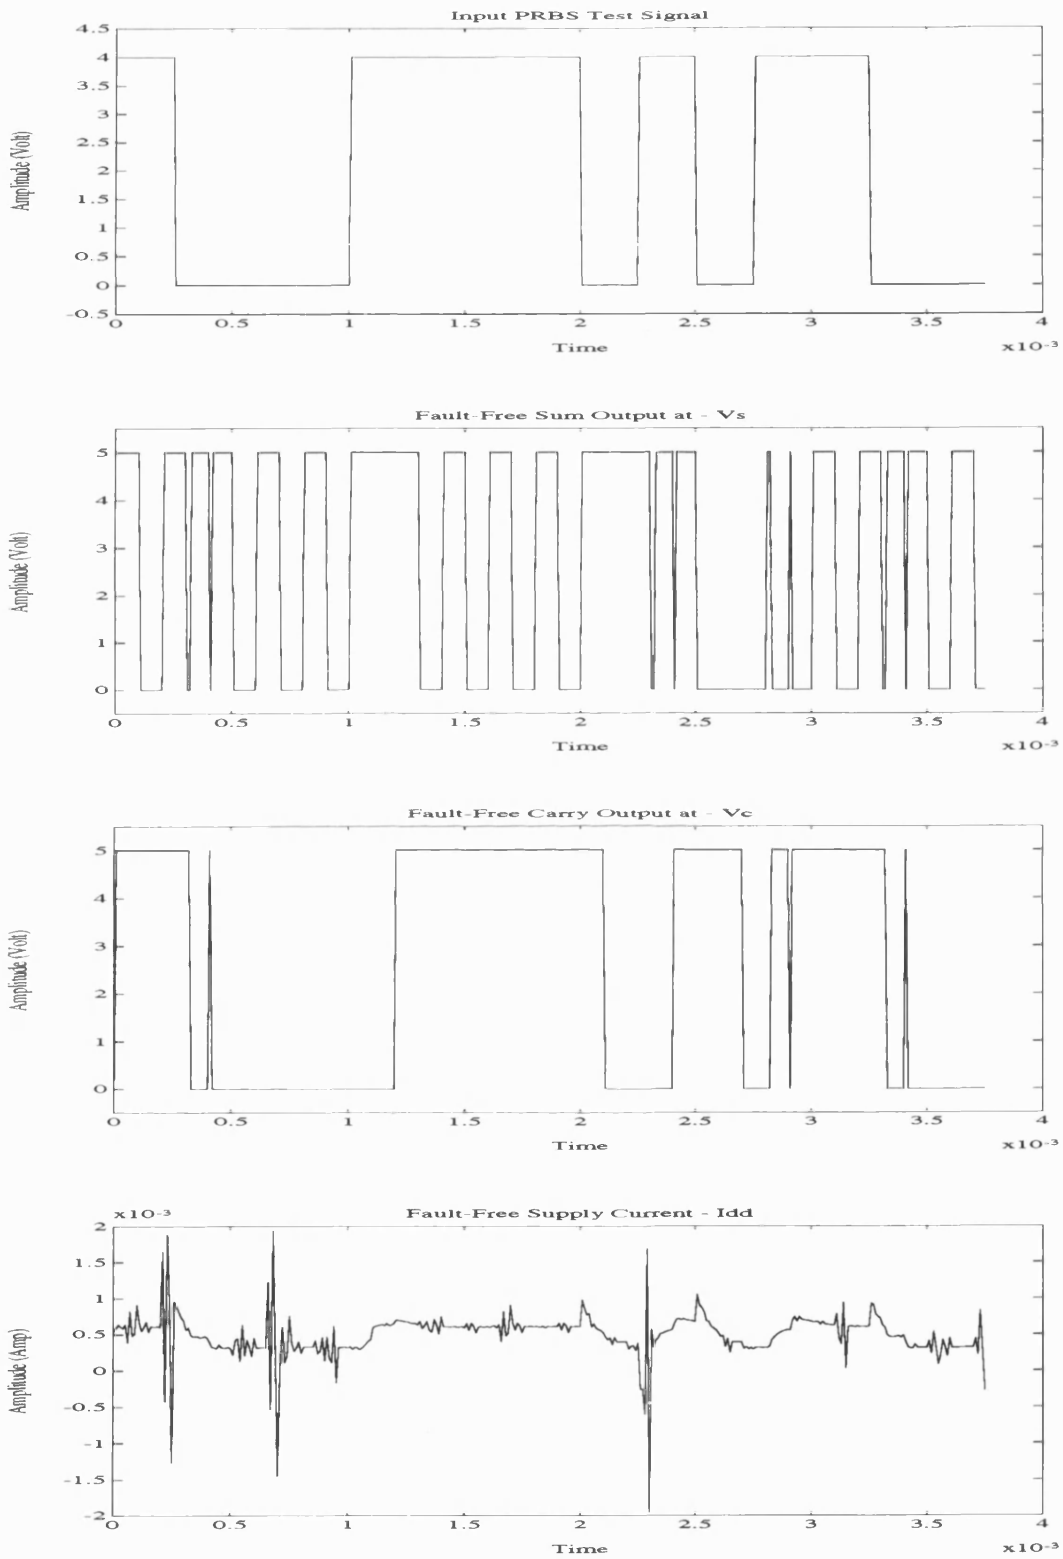 Input PRBS Test Signal
4.5
4
3.5
3
2.5
2
1.5
1
0.5
0
-0.5
Amplitude (Volt)
0 0.5 1 1.5 2 2.5 3 3.5 4
Time
x10-3
Fault-Free Sum Output at - Vs
5
4
3
2
1
0
Amplitude (Volt)
0 0.5 1 1.5 2 2.5 3 3.5 4
Time
x10-3
Fault-Free Carry Output at - Vc
5
4
3
2
1
0
Amplitude (Volt)
0 0.5 1 1.5 2 2.5 3 3.5 4
Time
x10-3
x10-3
Fault-Free Supply Current - Idd
2
1.5
1
0.5
0
-0.5
-1
-1.5
-2
Amplitude (Amp)
0 0.5 1 1.5 2 2.5 3 3.5 4
Time
x10-3